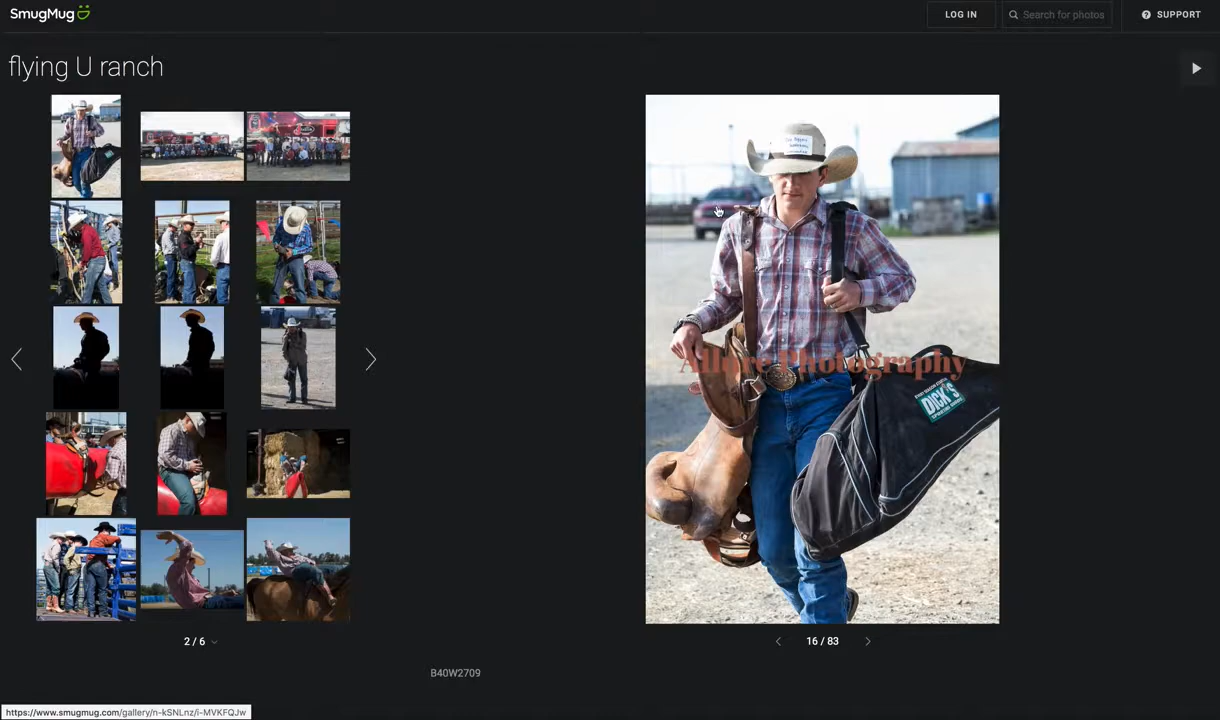 SmugMug
LOG IN
Search for photos
SUPPORT
flying U ranch
Allure Photography
DICK'S
2 / 6
16 / 83
B40W2709
https://www.smugmug.com/gallery/n-kSNLnz/i-MVKFQJw